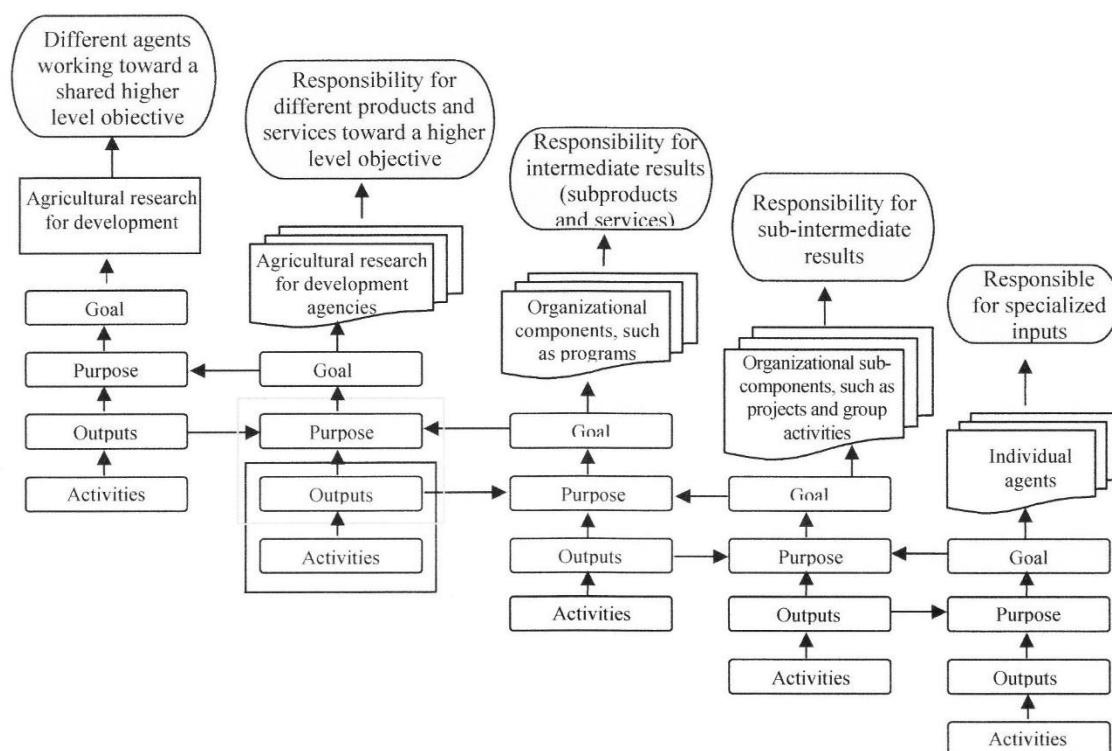 Different agents
working toward a
shared higher
level objective
Agricultural research
for development
Goal
Purpose
Outputs
Activities
Responsibility for
different products and
services toward a higher
level objective
Agricultural research
for development
agencies
Goal
Purpose
Outputs
Activities
Responsibility for
intermediate results
(subproducts
and services)
Organizational
components, such
as programs
Goal
Purpose
Outputs
Activities
Responsibility for
sub-intermediate
results
Organizational sub-
components, such as
projects and group
activities
Goal
Purpose
Outputs
Activities
Responsible
for specialized
inputs
Individual
agents
Goal
Purpose
Outputs
Activities